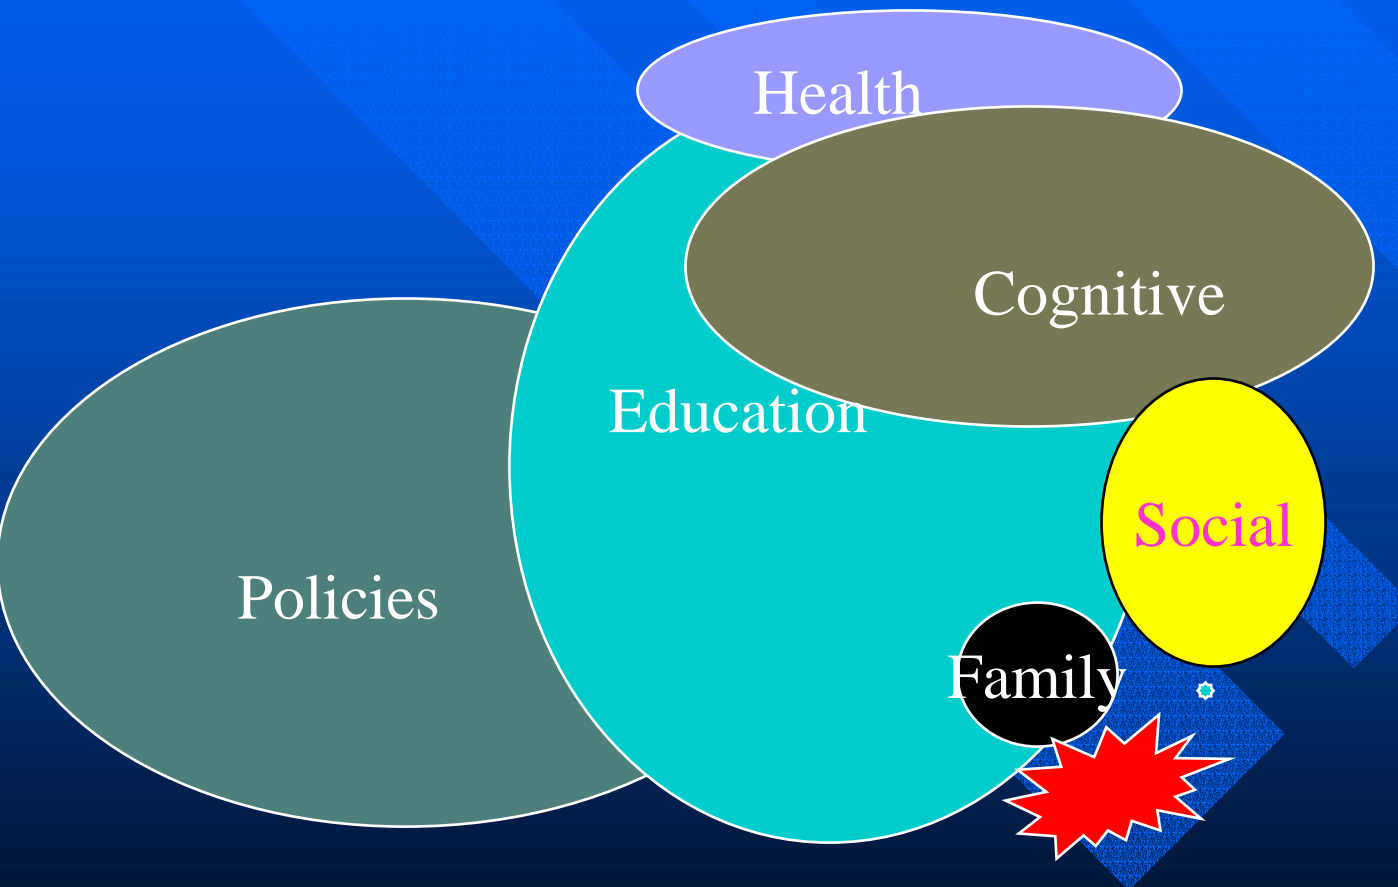 Health
Cognitive
Education
Social
Policies
Family